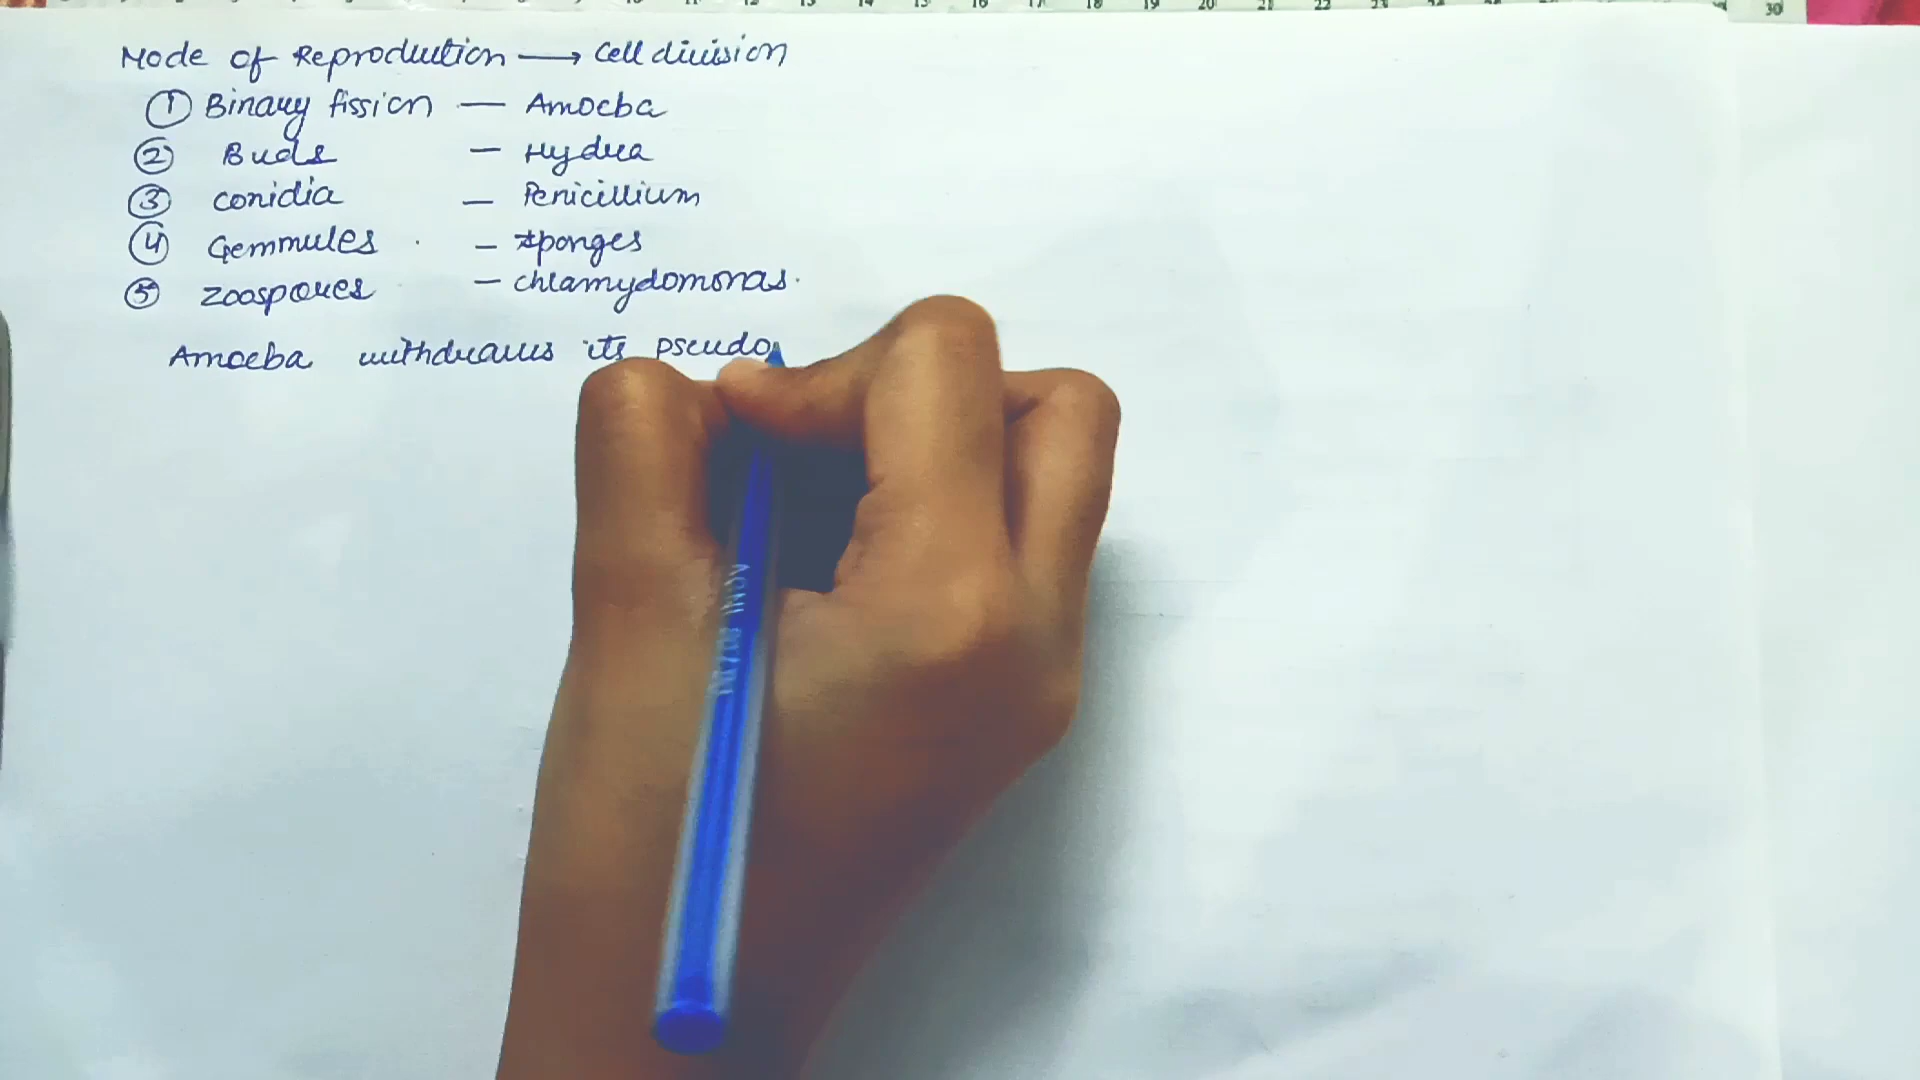 Mode of Reproduction → Cell division
① Binary fission — Amoeba
② Buds — Hydra
③ conidia — Penicillium
④ Gemmules — sponges
⑤ zoospores — chlamydomonas.
Amoeba withdraws its pseudo